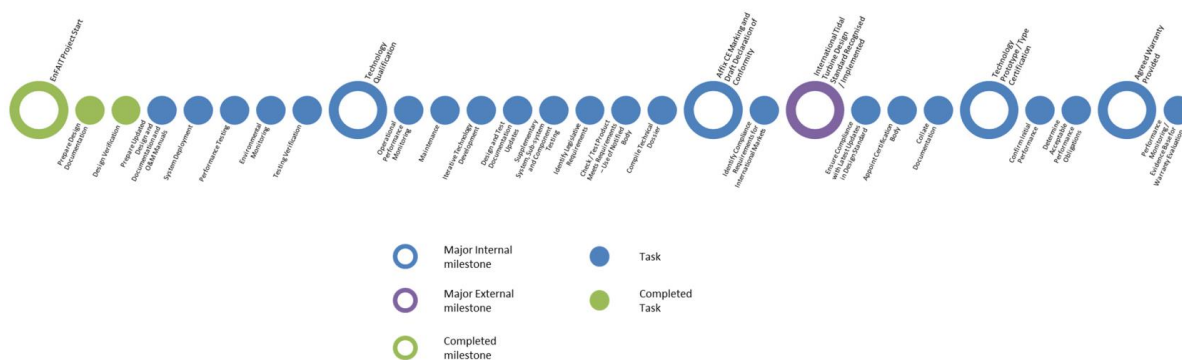 EnFAIT Project Start
Prepare Design
Documentation
Design Verification
Prepare Updated
Design and
Documentation and
O&M Manuals
System Deployment
Performance Testing
Environmental
Monitoring
Testing Verification
Technology
Qualification
Operational
Performance
Monitoring
Maintenance
Iterative Technology
Development
Design and Test
Documentation
Updates
Supplementary
System, Sub-system
and Component
Testing
Identify Legislative
Requirements
Check / Test Product
Meets Requirements
– Use of Notified
Body
Compile Technical
Dossier
Affix CE Marking and
Draft Declaration of
Conformity
Identify Compliance
Requirements for
International Markets
International Tidal
Turbine Design
Standard Recognised
/ Implemented
Ensure Compliance
with Latest Updates
in Design Standard
Appoint Certification
Body
Collate
Documentation
Technology
Prototype / Type
Certification
Confirm Initial
Performance
Determine
Acceptable
Performance
Obligations
Agreed Warranty
Provided
Performance
Monitoring /
Evidence Base for
Warranty Evaluation
Major Internal
milestone
Task
Major External
milestone
Completed
Task
Completed
milestone